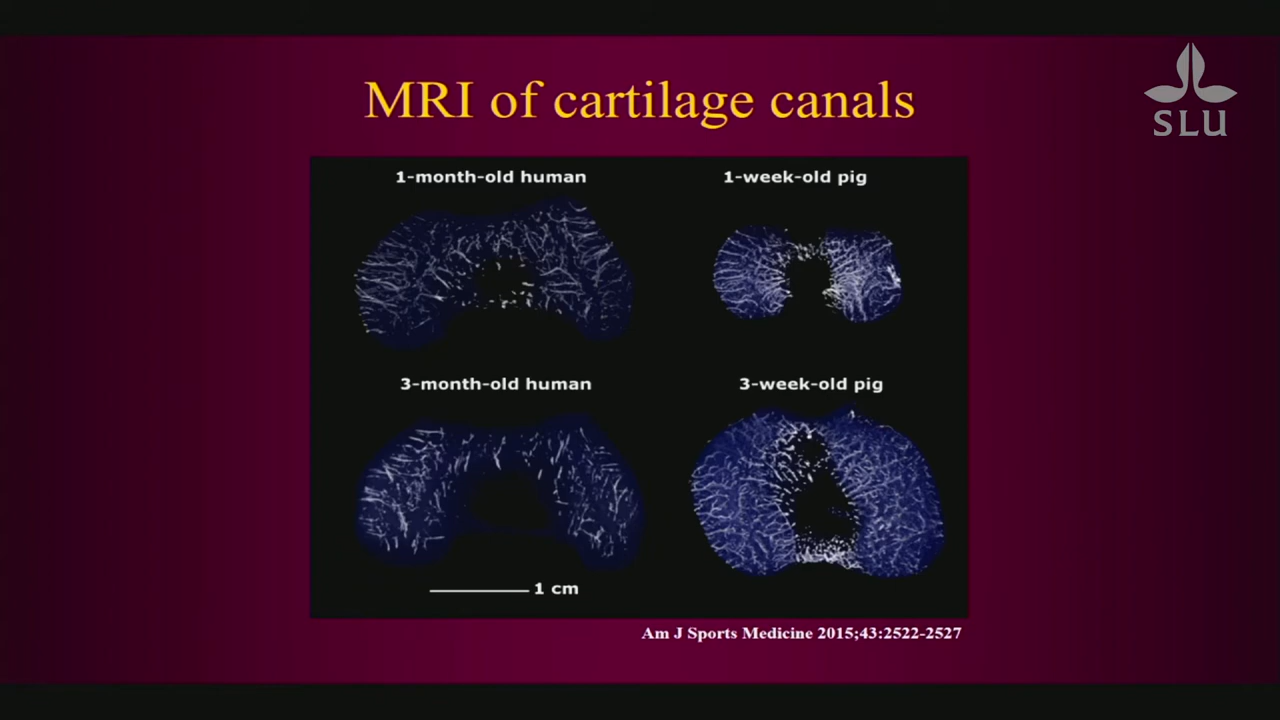 MRI of cartilage canals
SLU
1-month-old human
1-week-old pig
3-month-old human
3-week-old pig
1 cm
Am J Sports Medicine 2015;43:2522-2527